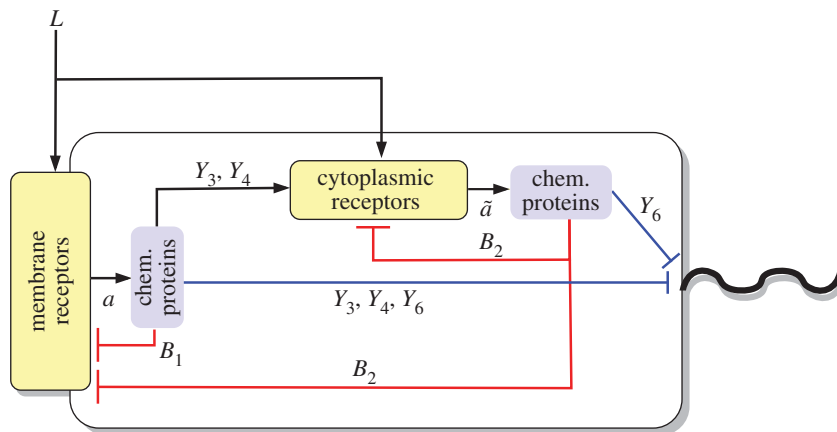 L
Y3, Y4
cytoplasmic
receptors
ã
chem.
proteins
Y6
membrane
receptors
a
chem.
proteins
B2
Y3, Y4, Y6
B1
B2